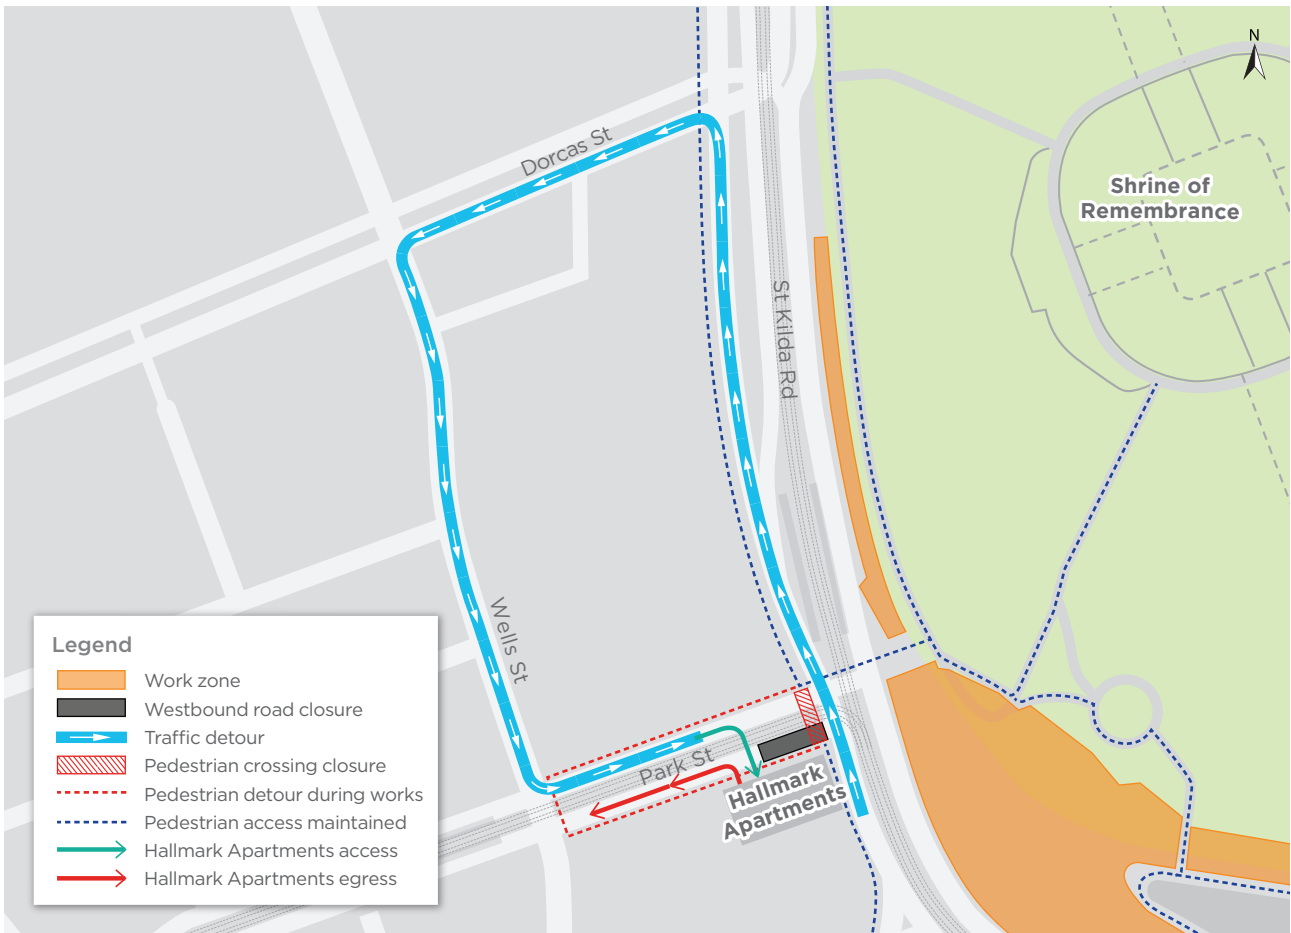 N
Dorcas St
Shrine of
Remembrance
St Kilda Rd
Wells St
Park St
Hallmark
Apartments
Legend
Work zone
Westbound road closure
Traffic detour
Pedestrian crossing closure
Pedestrian detour during works
Pedestrian access maintained
Hallmark Apartments access
Hallmark Apartments egress